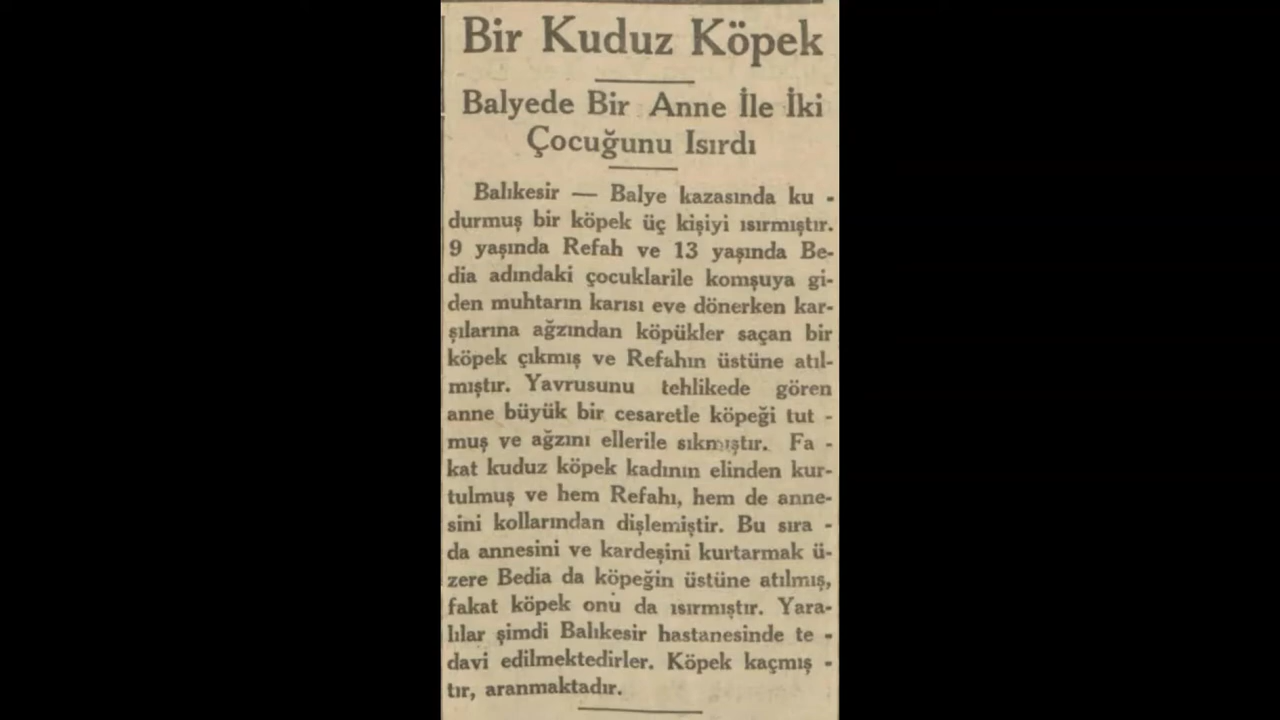 Bir Kuduz Köpek
Balyede Bir Anne İle İki
Çocuğunu Isırdı
Balıkesir — Balye kazasında ku -
durmuş bir köpek üç kişiyi ısırmıştır.
9 yaşında Refah ve 13 yaşında Be-
dia adındaki çocuklarile komşuya gi-
den muhtarın karısı eve dönerken kar-
şılarına ağzından köpükler saçan bir
köpek çıkmış ve Refahın üstüne atıl-
mıştır. Yavrusunu tehlikede gören
anne büyük bir cesaretle köpeği tut -
muş ve ağzını ellerile sıkmıştır. Fa -
kat kuduz köpek kadının elinden kur-
tulmuş ve hem Refahı, hem de anne-
sini kollarından dişlemiştir. Bu sıra -
da annesini ve kardeşini kurtarmak ü-
zere Bedia da köpeğin üstüne atılmış,
fakat köpek onu da ısırmıştır. Yara-
lılar şimdi Balıkesir hastanesinde te -
davi edilmektedirler. Köpek kaçmış -
tır, aranmaktadır.